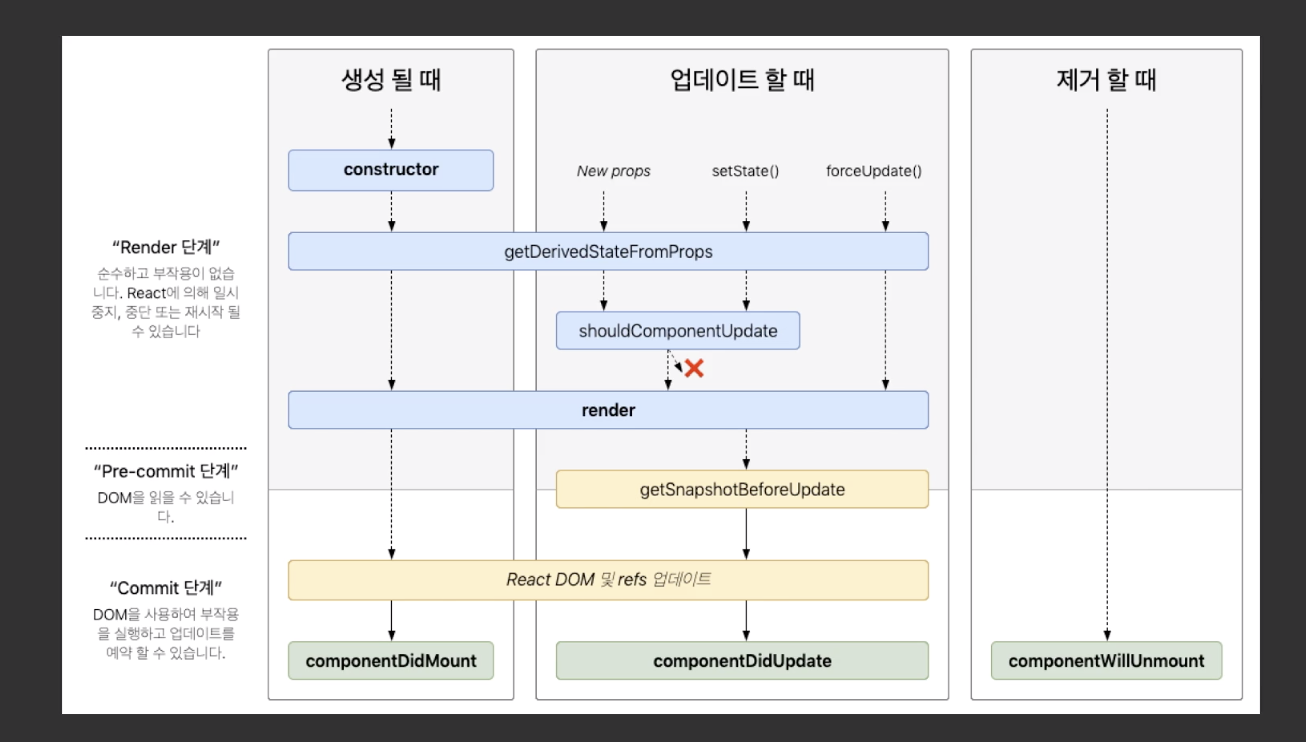 생성 될 때
업데이트 할 때
제거 할 때
constructor
New props
setState()
forceUpdate()
“Render 단계”
순수하고 부작용이 없습
니다. React에 의해 일시
중지, 중단 또는 재시작 될
수 있습니다
getDerivedStateFromProps
shouldComponentUpdate
render
“Pre-commit 단계”
DOM을 읽을 수 있습니
다.
getSnapshotBeforeUpdate
“Commit 단계”
DOM을 사용하여 부작용
을 실행하고 업데이트를
예약 할 수 있습니다.
React DOM 및 refs 업데이트
componentDidMount
componentDidUpdate
componentWillUnmount